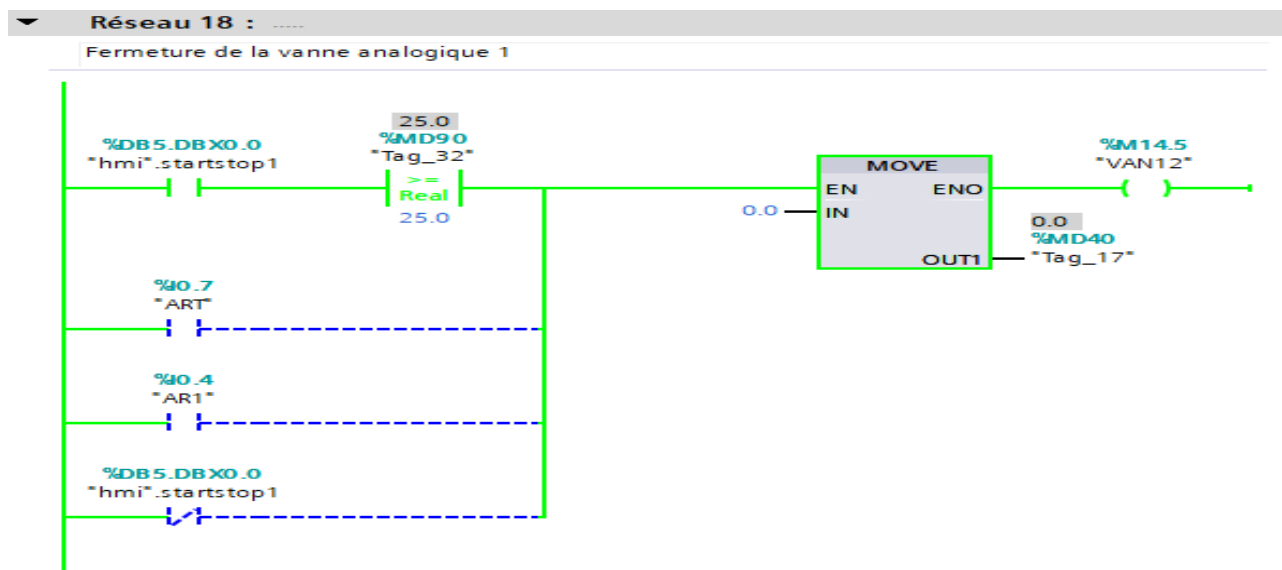 Réseau 18 : .....
Fermeture de la vanne analogique 1
%DB5.DBX0.0
"hmi".startstop1
25.0
%MD90
"Tag_32"
>=
Real
25.0
MOVE
EN ENO
0.0 IN
OUT1
%M14.5
"VAN12"
0.0
%MD40
"Tag_17"
%I0.7
"ART"
%I0.4
"AR1"
%DB5.DBX0.0
"hmi".startstop1